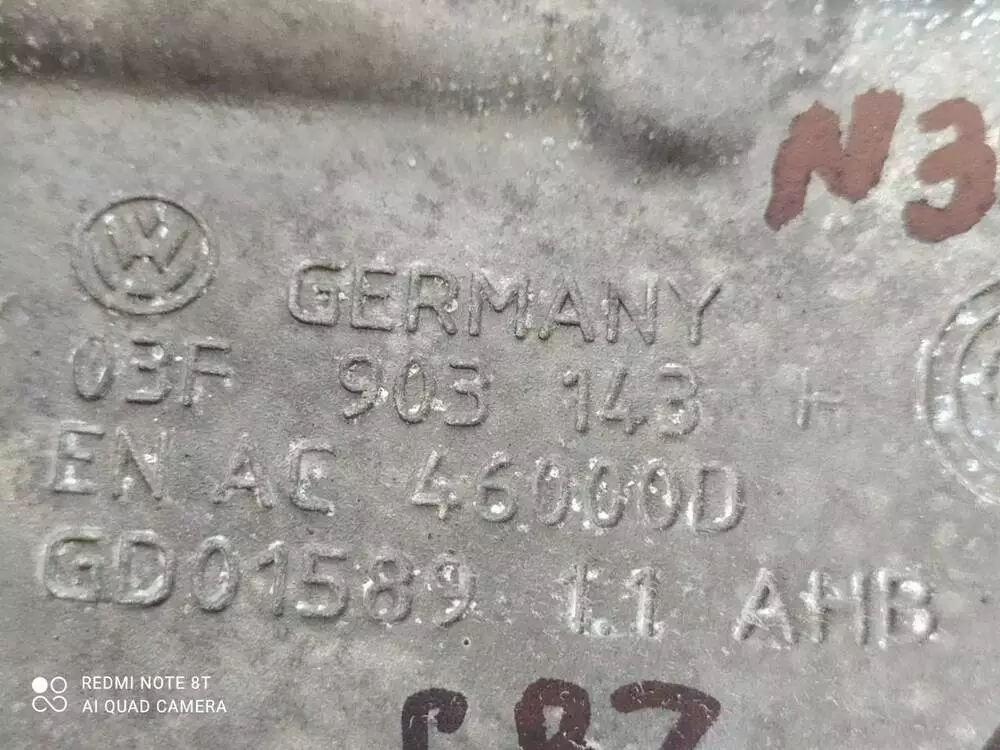 N3
GERMANY
03F 903 143 H
EN AC 46000D
GD01589 1.1 AHB
REDMI NOTE 8T
AI QUAD CAMERA